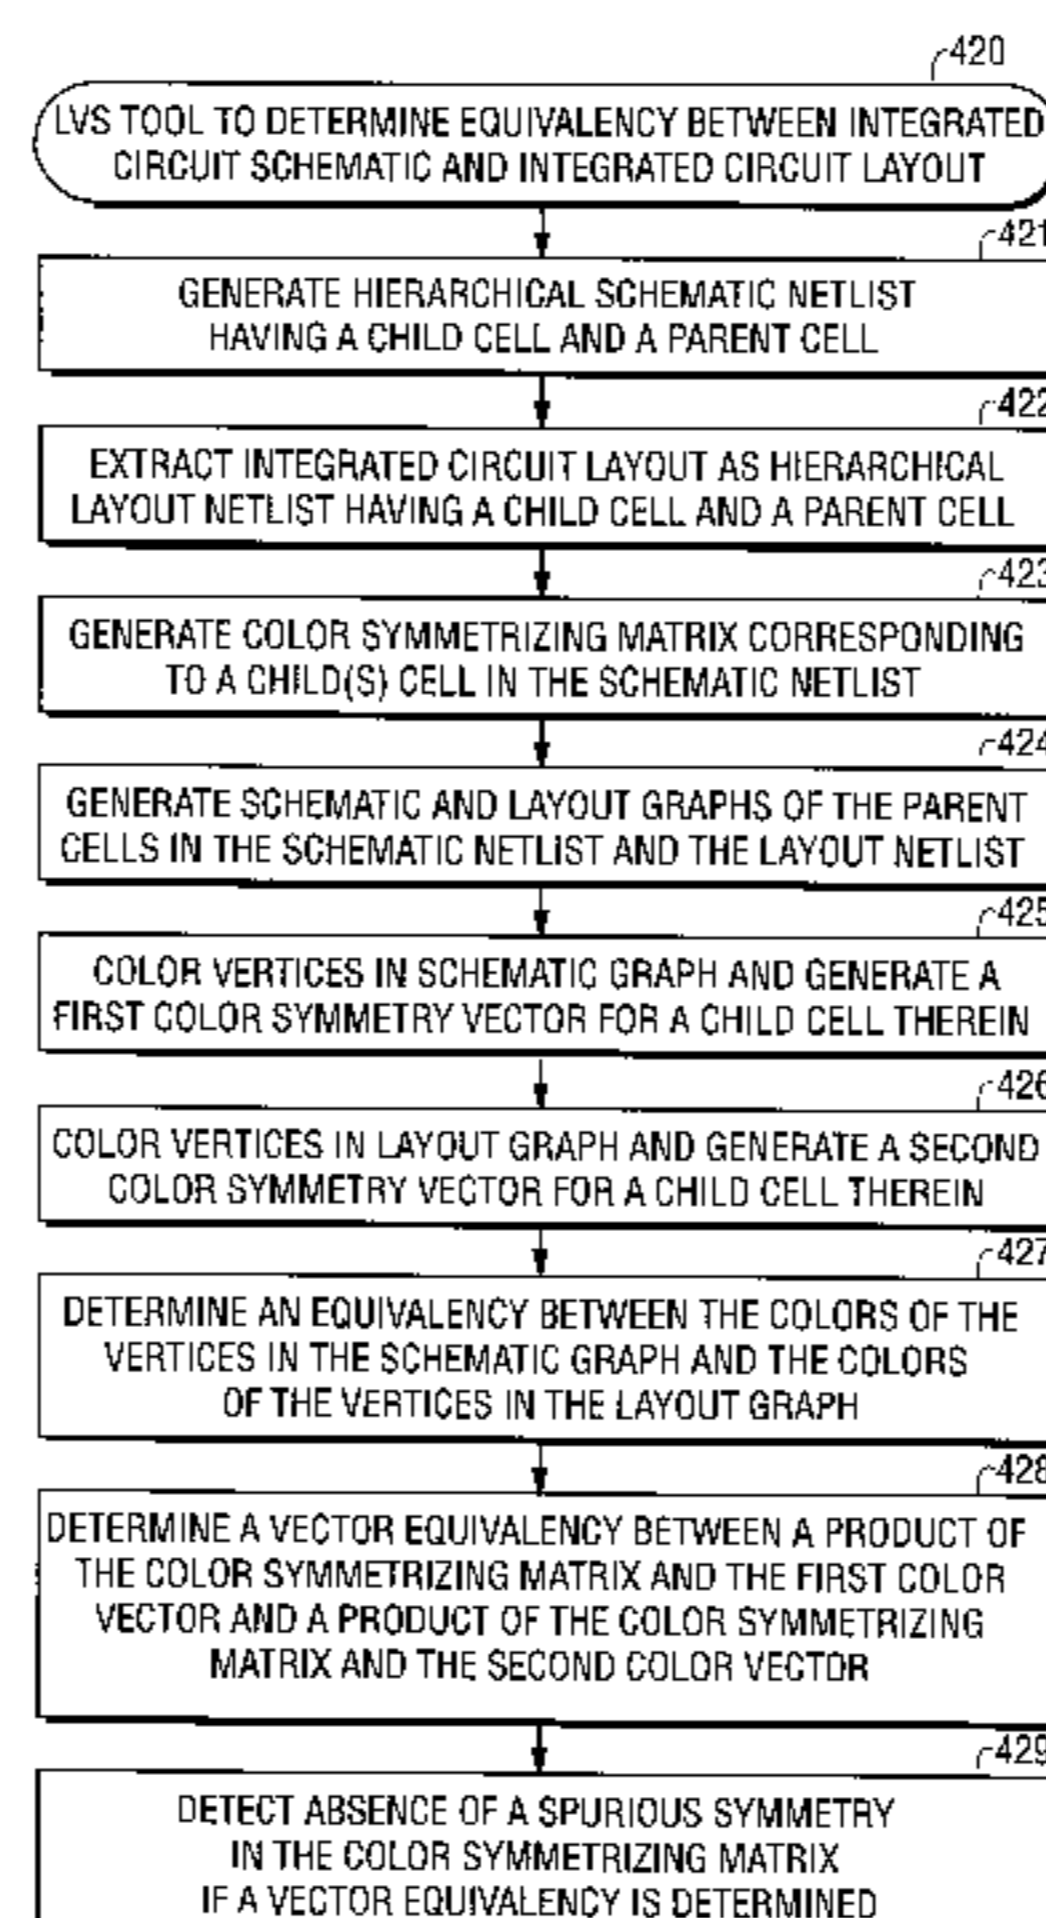 420
LVS TOOL TO DETERMINE EQUIVALENCY BETWEEN INTEGRATED
CIRCUIT SCHEMATIC AND INTEGRATED CIRCUIT LAYOUT
421
GENERATE HIERARCHICAL SCHEMATIC NETLIST
HAVING A CHILD CELL AND A PARENT CELL
422
EXTRACT INTEGRATED CIRCUIT LAYOUT AS HIERARCHICAL
LAYOUT NETLIST HAVING A CHILD CELL AND A PARENT CELL
423
GENERATE COLOR SYMMETRIZING MATRIX CORRESPONDING
TO A CHILD(S) CELL IN THE SCHEMATIC NETLIST
424
GENERATE SCHEMATIC AND LAYOUT GRAPHS OF THE PARENT
CELLS IN THE SCHEMATIC NETLIST AND THE LAYOUT NETLIST
425
COLOR VERTICES IN SCHEMATIC GRAPH AND GENERATE A
FIRST COLOR SYMMETRY VECTOR FOR A CHILD CELL THEREIN
426
COLOR VERTICES IN LAYOUT GRAPH AND GENERATE A SECOND
COLOR SYMMETRY VECTOR FOR A CHILD CELL THEREIN
427
DETERMINE AN EQUIVALENCY BETWEEN THE COLORS OF THE
VERTICES IN THE SCHEMATIC GRAPH AND THE COLORS
OF THE VERTICES IN THE LAYOUT GRAPH
428
DETERMINE A VECTOR EQUIVALENCY BETWEEN A PRODUCT OF
THE COLOR SYMMETRIZING MATRIX AND THE FIRST COLOR
VECTOR AND A PRODUCT OF THE COLOR SYMMETRIZING
MATRIX AND THE SECOND COLOR VECTOR
429
DETECT ABSENCE OF A SPURIOUS SYMMETRY
IN THE COLOR SYMMETRIZING MATRIX
IF A VECTOR EQUIVALENCY IS DETERMINED